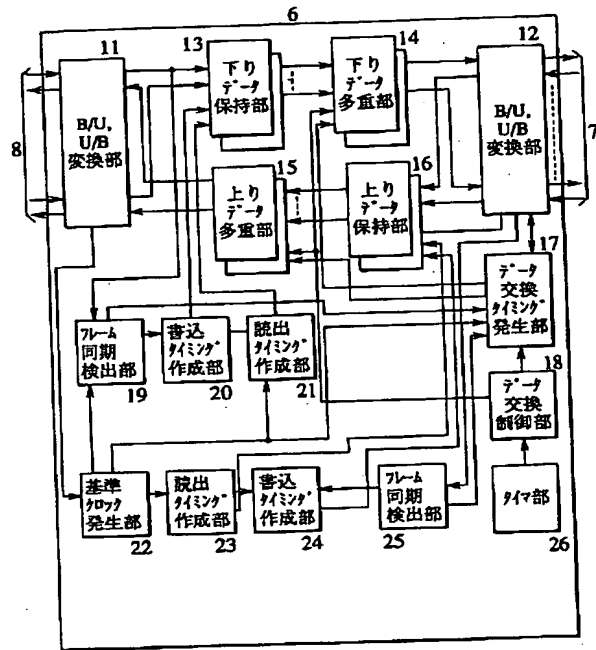 6
11
13
14
12
B/U,
U/B
変換部
下り
データ
保持部
下り
データ
多重部
B/U,
U/B
変換部
8
7
15
16
上り
データ
多重部
上り
データ
保持部
17
データ
交換
タイミング
発生部
フレーム
同期
検出部
19
書込
タイミング
作成部
20
読出
タイミング
作成部
21
18
データ
交換
制御部
基準
クロック
発生部
22
読出
タイミング
作成部
23
書込
タイミング
作成部
24
フレーム
同期
検出部
25
タイマ部
26